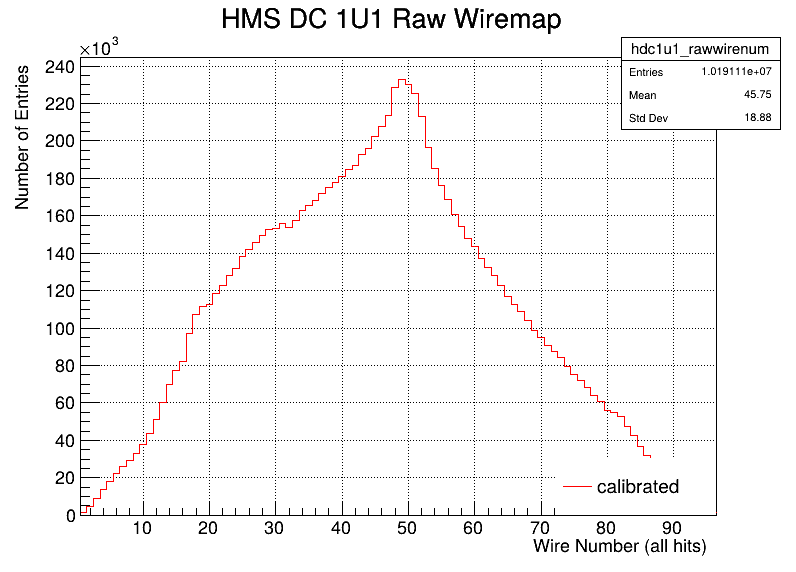 HMS DC 1U1 Raw Wiremap
×10³
hdc1u1_rawwirenum
Entries 1.019111e+07
Mean 45.75
Std Dev 18.88
Number of Entries
240
220
200
180
160
140
120
100
80
60
40
20
0
calibrated
10 20 30 40 50 60 70 80 90
Wire Number (all hits)